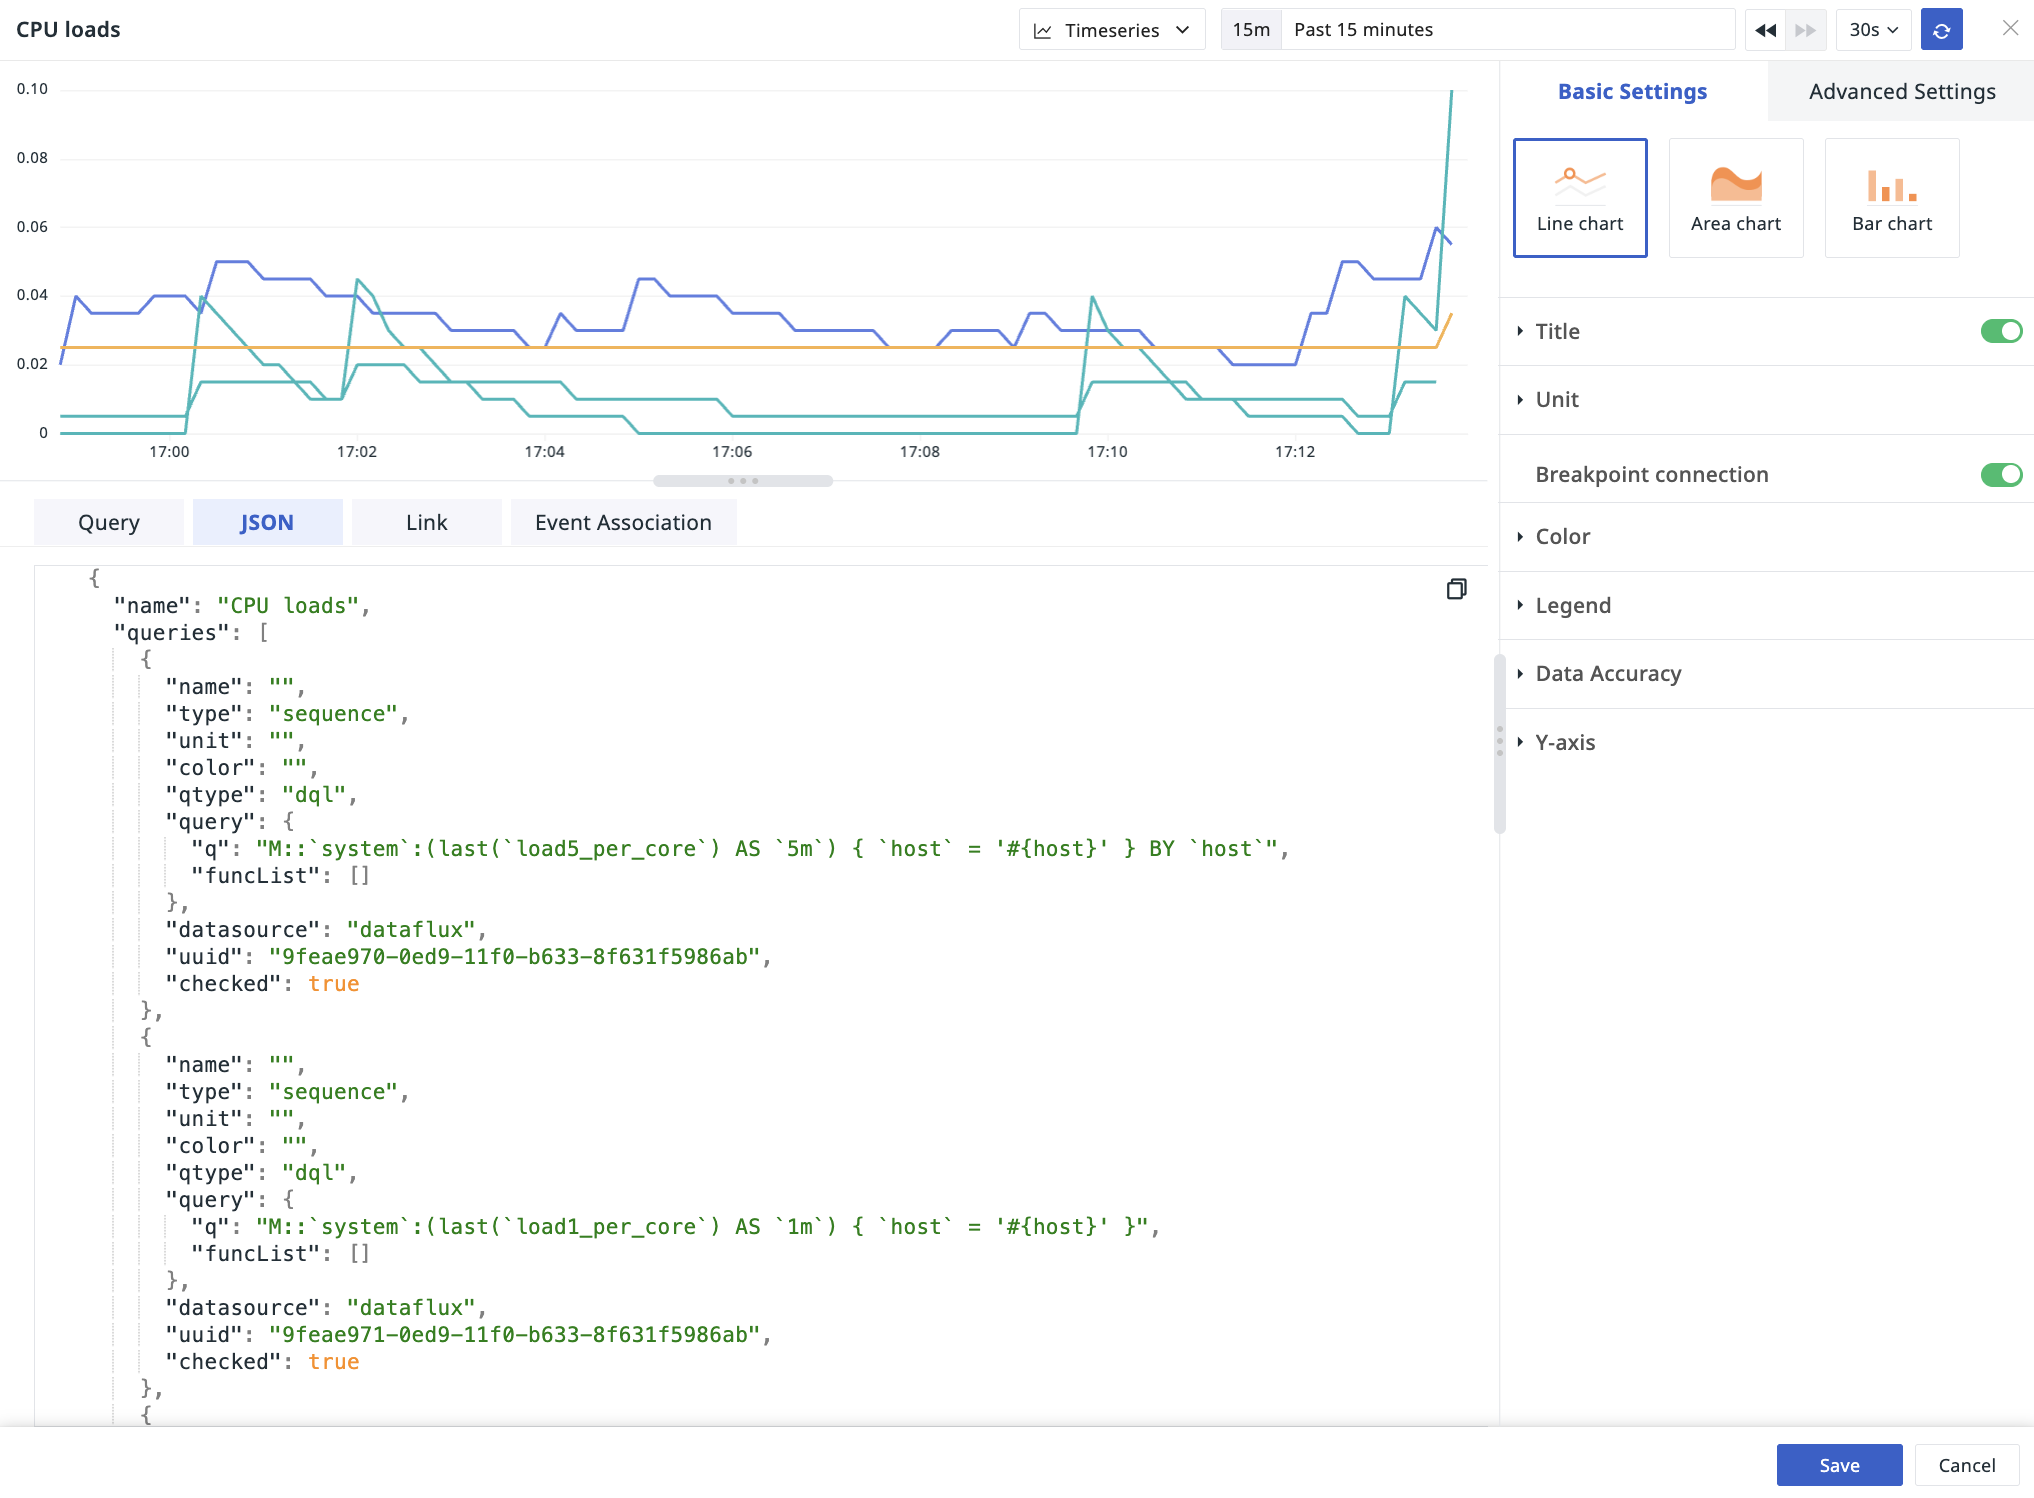 CPU loads
Timeseries
15m Past 15 minutes
30s
0.10
0.08
0.06
0.04
0.02
0
17:00 17:02 17:04 17:06 17:08 17:10 17:12
Query JSON Link Event Association
{
"name": "CPU loads",
"queries": [
{
"name": "",
"type": "sequence",
"unit": "",
"color": "",
"qtype": "dql",
"query": {
"q": "M::`system`:(last(`load5_per_core`) AS `5m`) { `host` = '#{host}' } BY `host`",
"funcList": []
},
"datasource": "dataflux",
"uuid": "9feae970-0ed9-11f0-b633-8f631f5986ab",
"checked": true
},
{
"name": "",
"type": "sequence",
"unit": "",
"color": "",
"qtype": "dql",
"query": {
"q": "M::`system`:(last(`load1_per_core`) AS `1m`) { `host` = '#{host}' }",
"funcList": []
},
"datasource": "dataflux",
"uuid": "9feae971-0ed9-11f0-b633-8f631f5986ab",
"checked": true
},
{
Basic Settings Advanced Settings
Line chart Area chart Bar chart
Title
Unit
Breakpoint connection
Color
Legend
Data Accuracy
Y-axis
Save Cancel